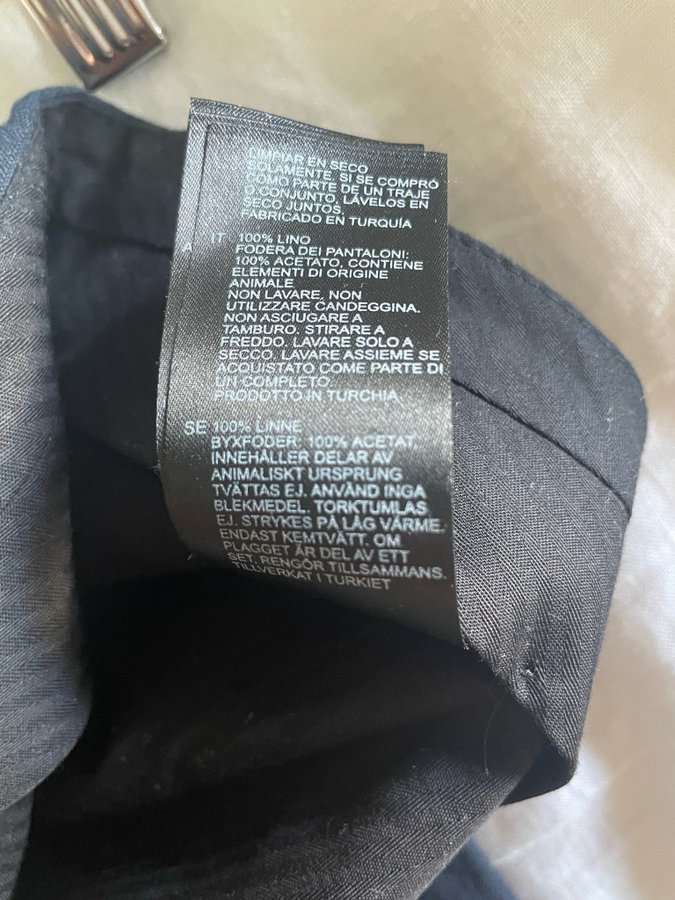 LIMPIAR EN SECO
SI SE COMPRÓ
COMO PARTE DE UN TRAJE
O CONJUNTO, LÁVELOS EN
SECO JUNTOS.
FABRICADO EN TURQUÍA
IT 100% LINO
FODERA DEI PANTALONI:
100% ACETATO, CONTIENE
ELEMENTI DI ORIGINE
ANIMALE
NON LAVARE, NON
UTILIZZARE CANDEGGINA.
NON ASCIUGARE A
TAMBURO. STIRARE A
FREDDO. LAVARE SOLO A
SECCO. LAVARE ASSIEME SE
ACQUISTATO COME PARTE DI
UN COMPLETO.
PRODOTTO IN TURCHIA
SE 100% LINNE
BYXFODER: 100% ACETAT,
INNEHÅLLER DELAR AV
ANIMALISKT URSPRUNG
TVÄTTAS EJ. ANVÄND INGA
BLEKMEDEL. TORKTUMLAS
EJ. STRYKES PÅ LÅG VÄRME.
ENDAST KEMTVÄTT. OM
PLAGGET ÄR DEL AV ETT
SET, RENGÖR TILLSAMMANS.
TILLVERKAT I TURKIET